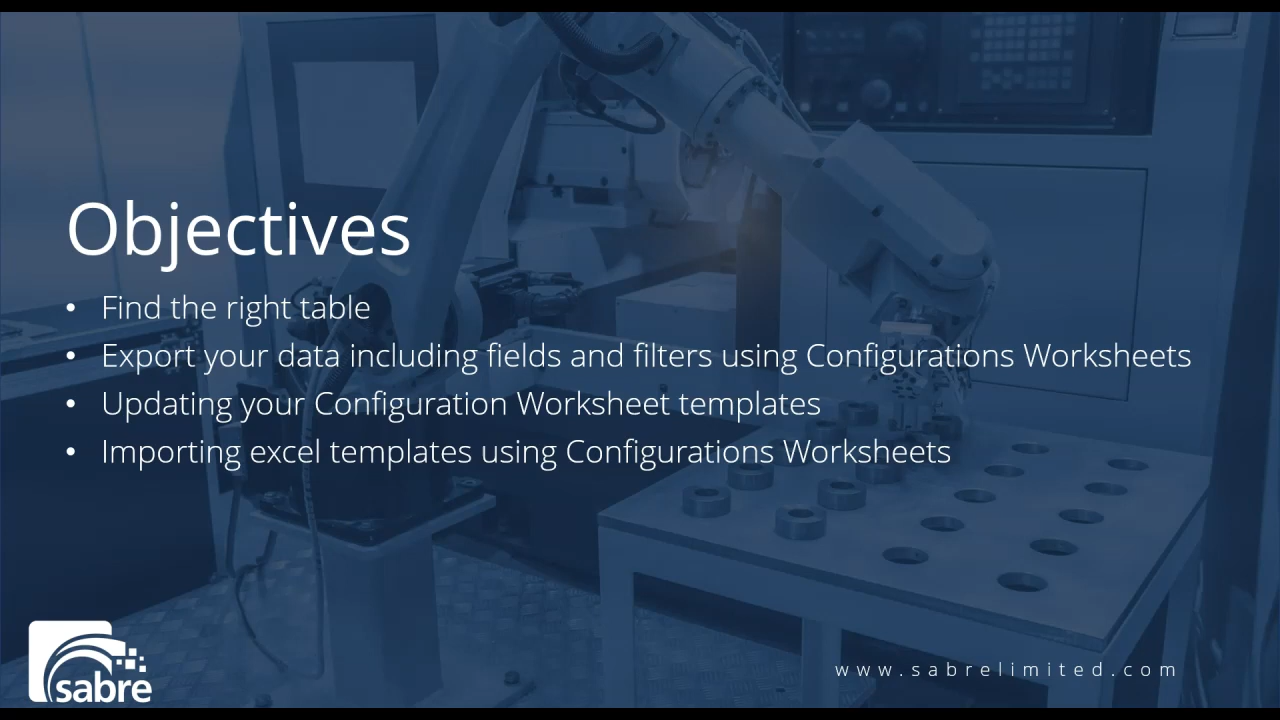 Objectives
• Find the right table
• Export your data including fields and filters using Configurations Worksheets
• Updating your Configuration Worksheet templates
• Importing excel templates using Configurations Worksheets
sabre
www.sabrelimited.com